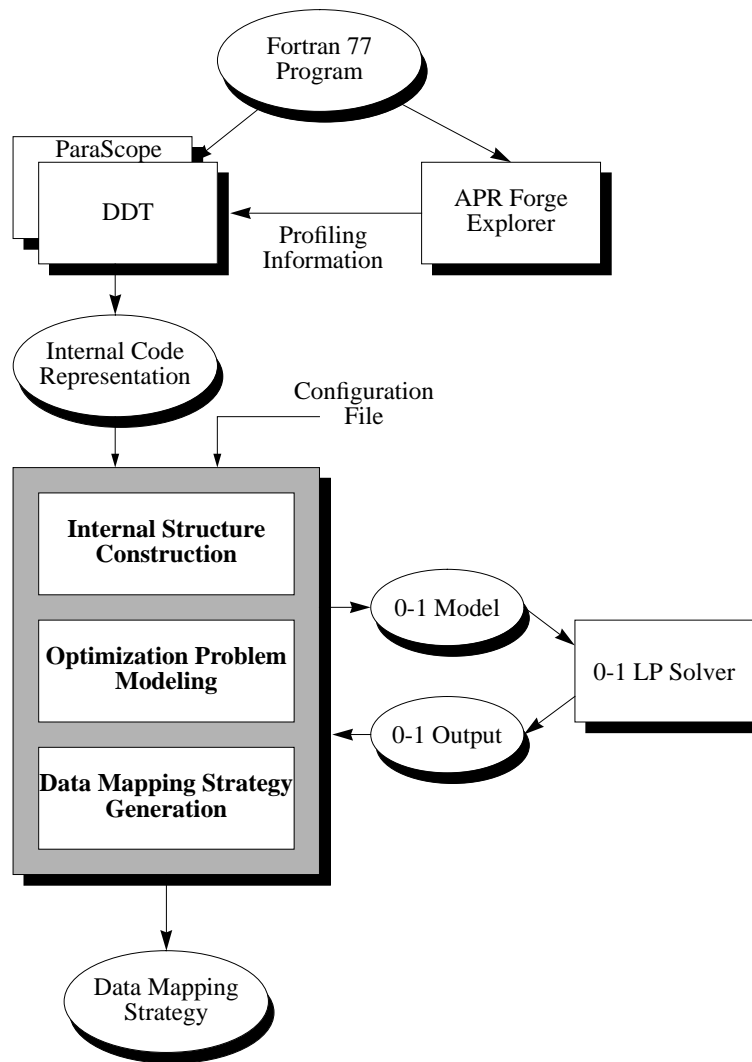 Fortran 77
Program
ParaScope
DDT
APR Forge
Explorer
Profiling
Information
Internal Code
Representation
Configuration
File
Internal Structure
Construction
0-1 Model
Optimization Problem
Modeling
0-1 LP Solver
0-1 Output
Data Mapping Strategy
Generation
Data Mapping
Strategy